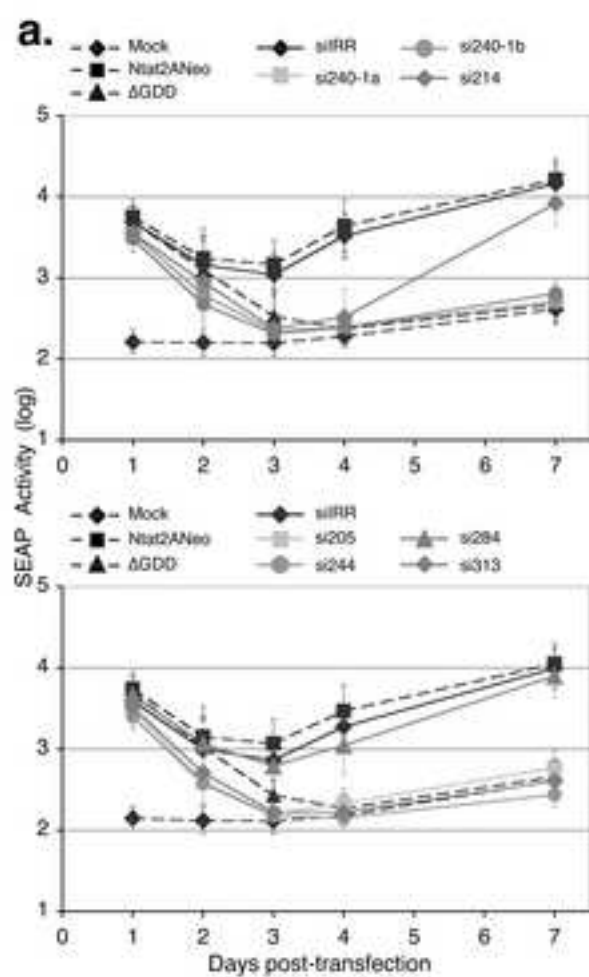 a.
Mock siIRR si240-1b
Ntat2ANeo si240-1a si214
ΔGDD
5
4
3
2
1
0 1 2 3 4 5 6 7
SEAP Activity (log)
Mock siIRR
Ntat2ANeo si205 si284
ΔGDD si244 si313
5
4
3
2
1
0 1 2 3 4 5 6 7
Days post-transfection